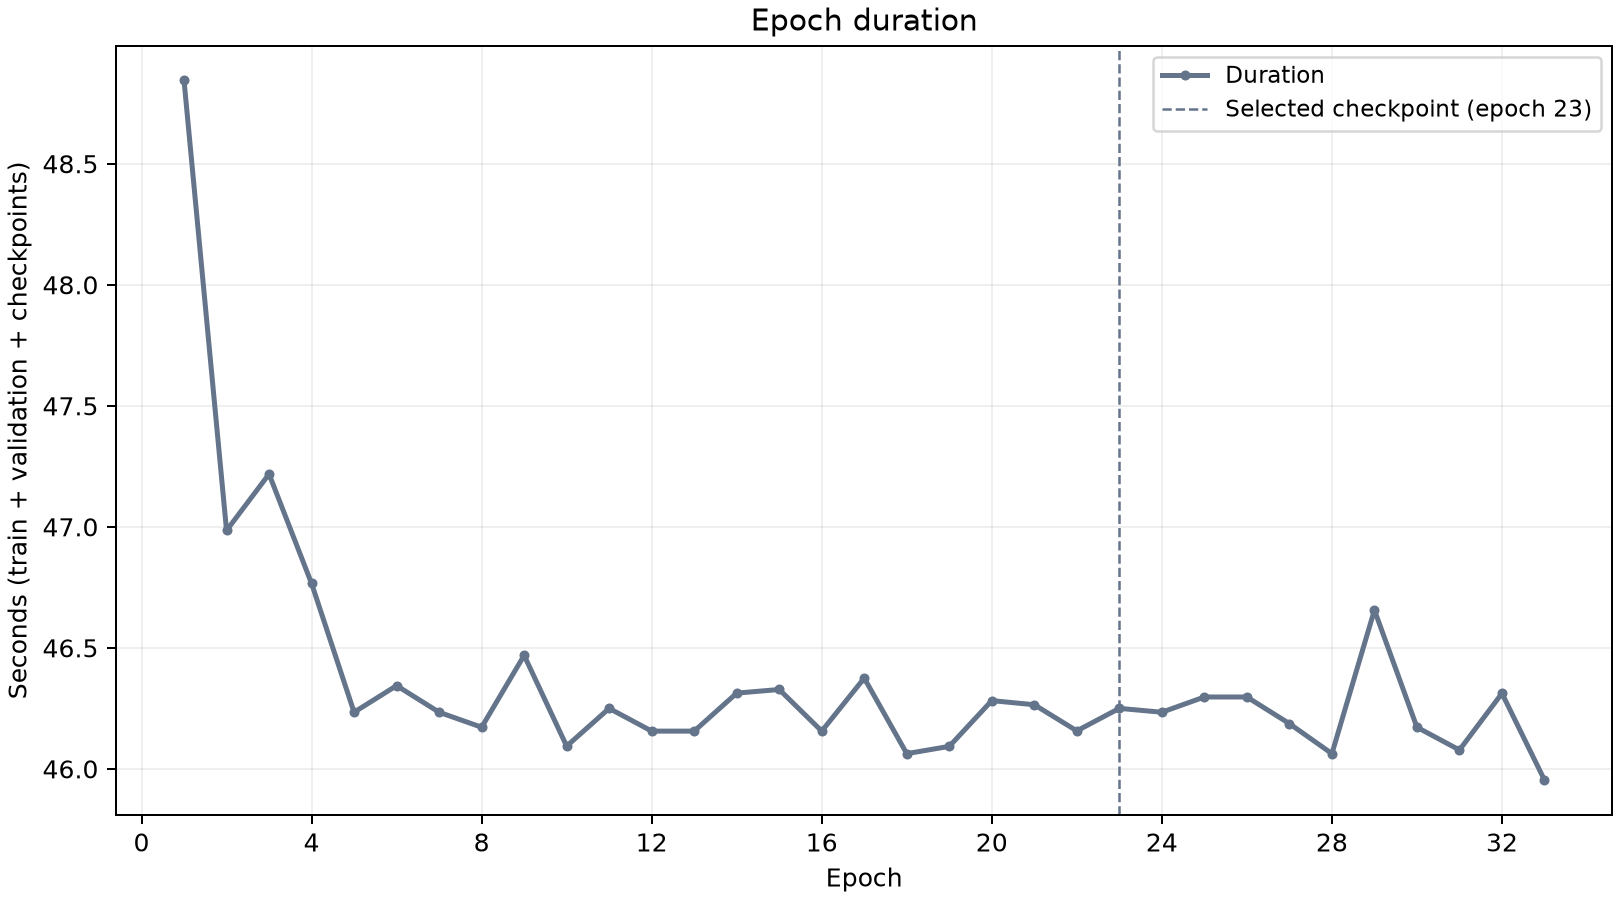 Epoch duration
Duration
Selected checkpoint (epoch 23)
Seconds (train + validation + checkpoints)
48.5
48.0
47.5
47.0
46.5
46.0
0 4 8 12 16 20 24 28 32
Epoch